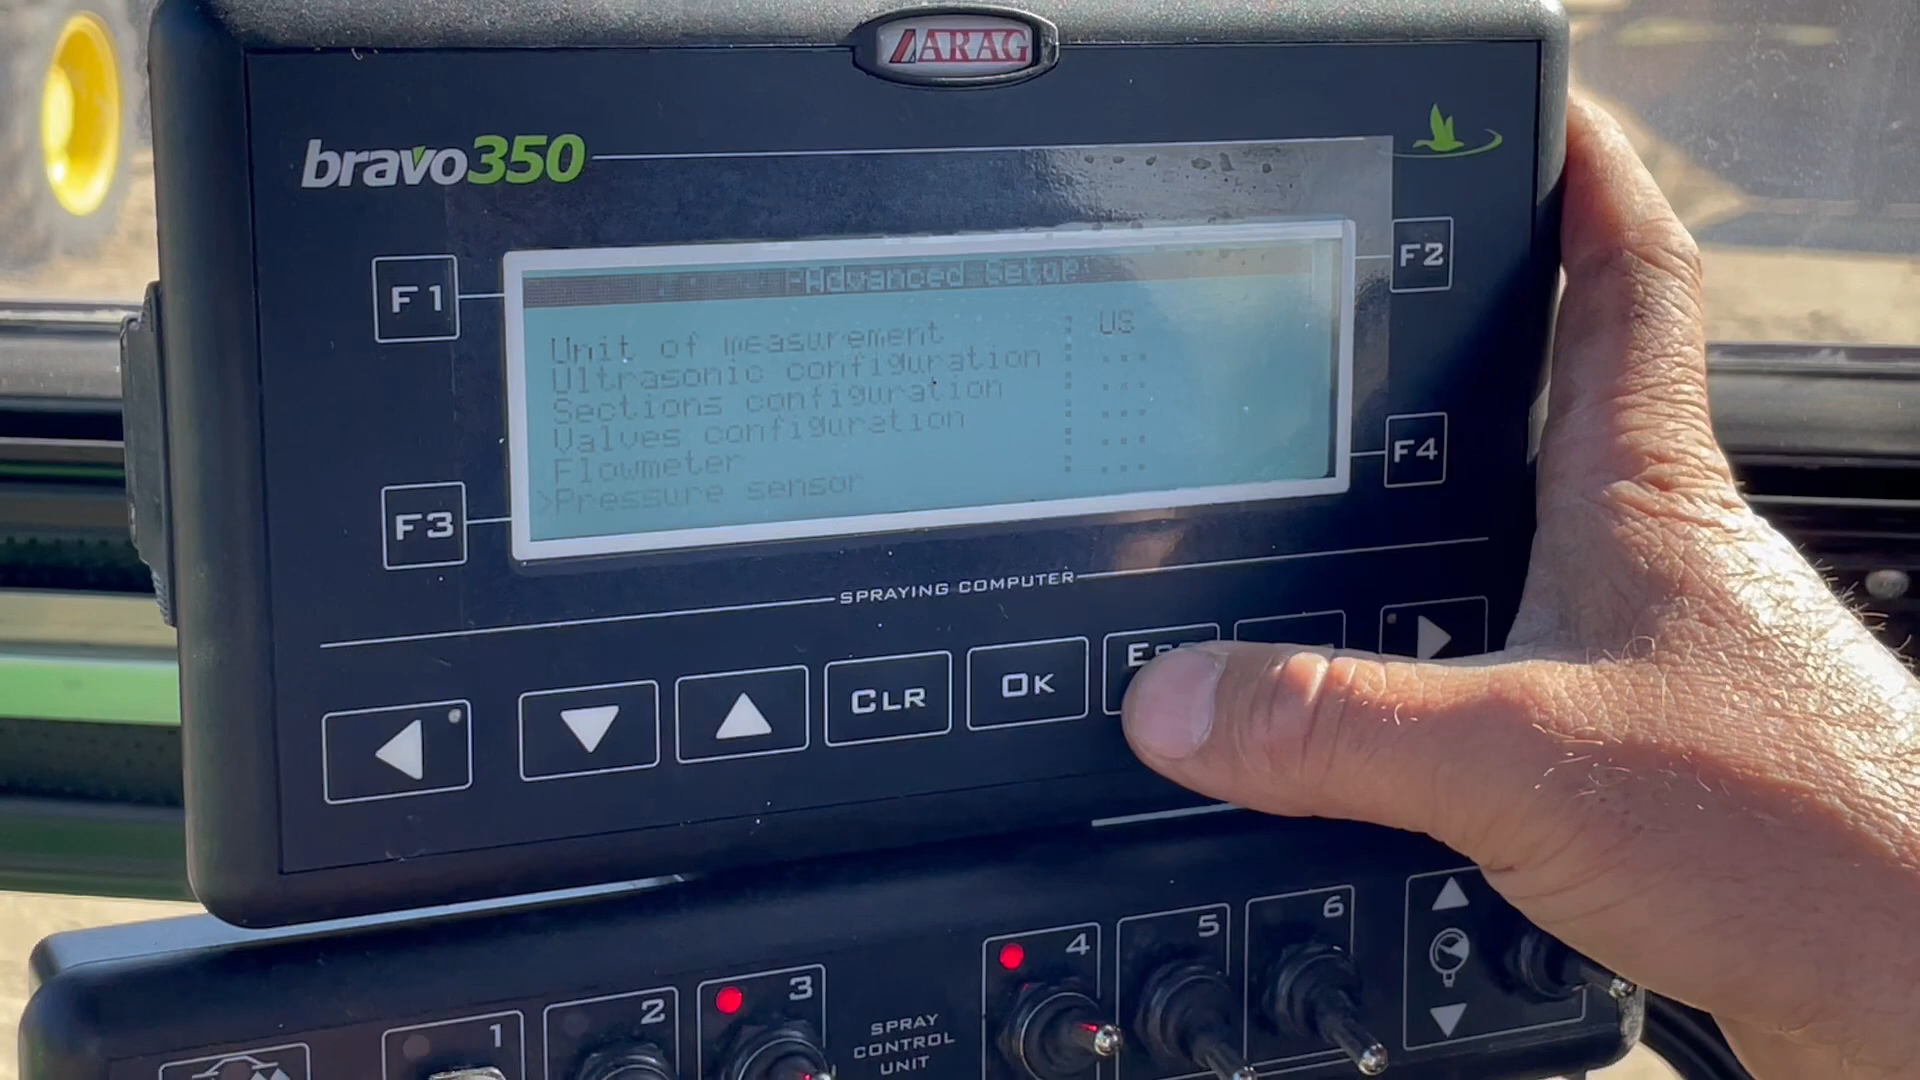 ARAG
bravo350
F1
F2
Advanced Setup
Unit of measurement : US
Ultrasonic configuration : ...
Sections configuration : ...
Valves configuration : ...
Flowmeter : ...
>Pressure sensor : ...
F3
F4
SPRAYING COMPUTER
CLR
OK
1
2
3
SPRAY
CONTROL
UNIT
4
5
6